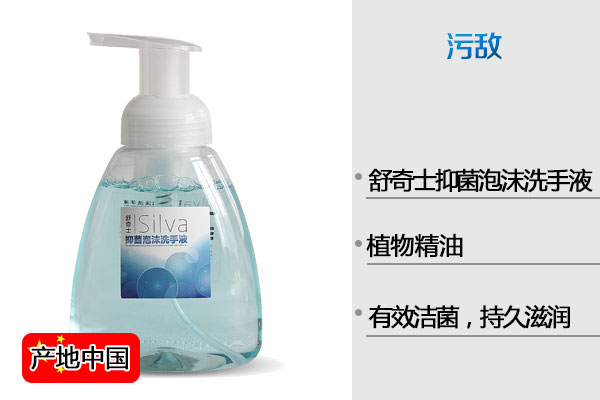 污敌
舒奇士抑菌泡沫洗手液
植物精油
有效洁菌，持久滋润
舒奇士
Silva
抑菌泡沫洗手液
产地中国